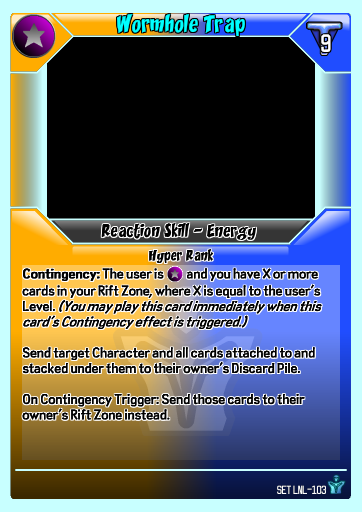 Wormhole Trap
9
Reaction Skill - Energy
Hyper Rank
Contingency: The user is and you have X or more
cards in your Rift Zone, where X is equal to the user's
Level. (You may play this card immediately when this
card's Contingency effect is triggered.)
Send target Character and all cards attached to and
stacked under them to their owner's Discard Pile.
On Contingency Trigger: Send those cards to their
owner's Rift Zone instead.
SET LNL-103